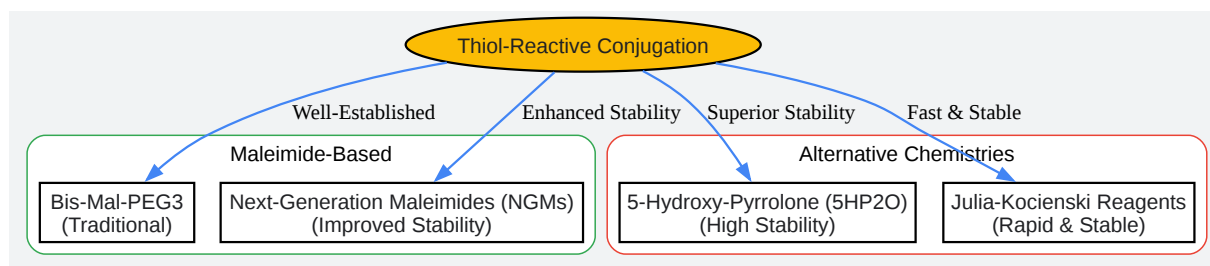 Thiol-Reactive Conjugation
Well-Established
Enhanced Stability
Superior Stability
Fast & Stable
Maleimide-Based
Alternative Chemistries
Bis-Mal-PEG3
(Traditional)
Next-Generation Maleimides (NGMs)
(Improved Stability)
5-Hydroxy-Pyrrolone (5HP2O)
(High Stability)
Julia-Kocienski Reagents
(Rapid & Stable)